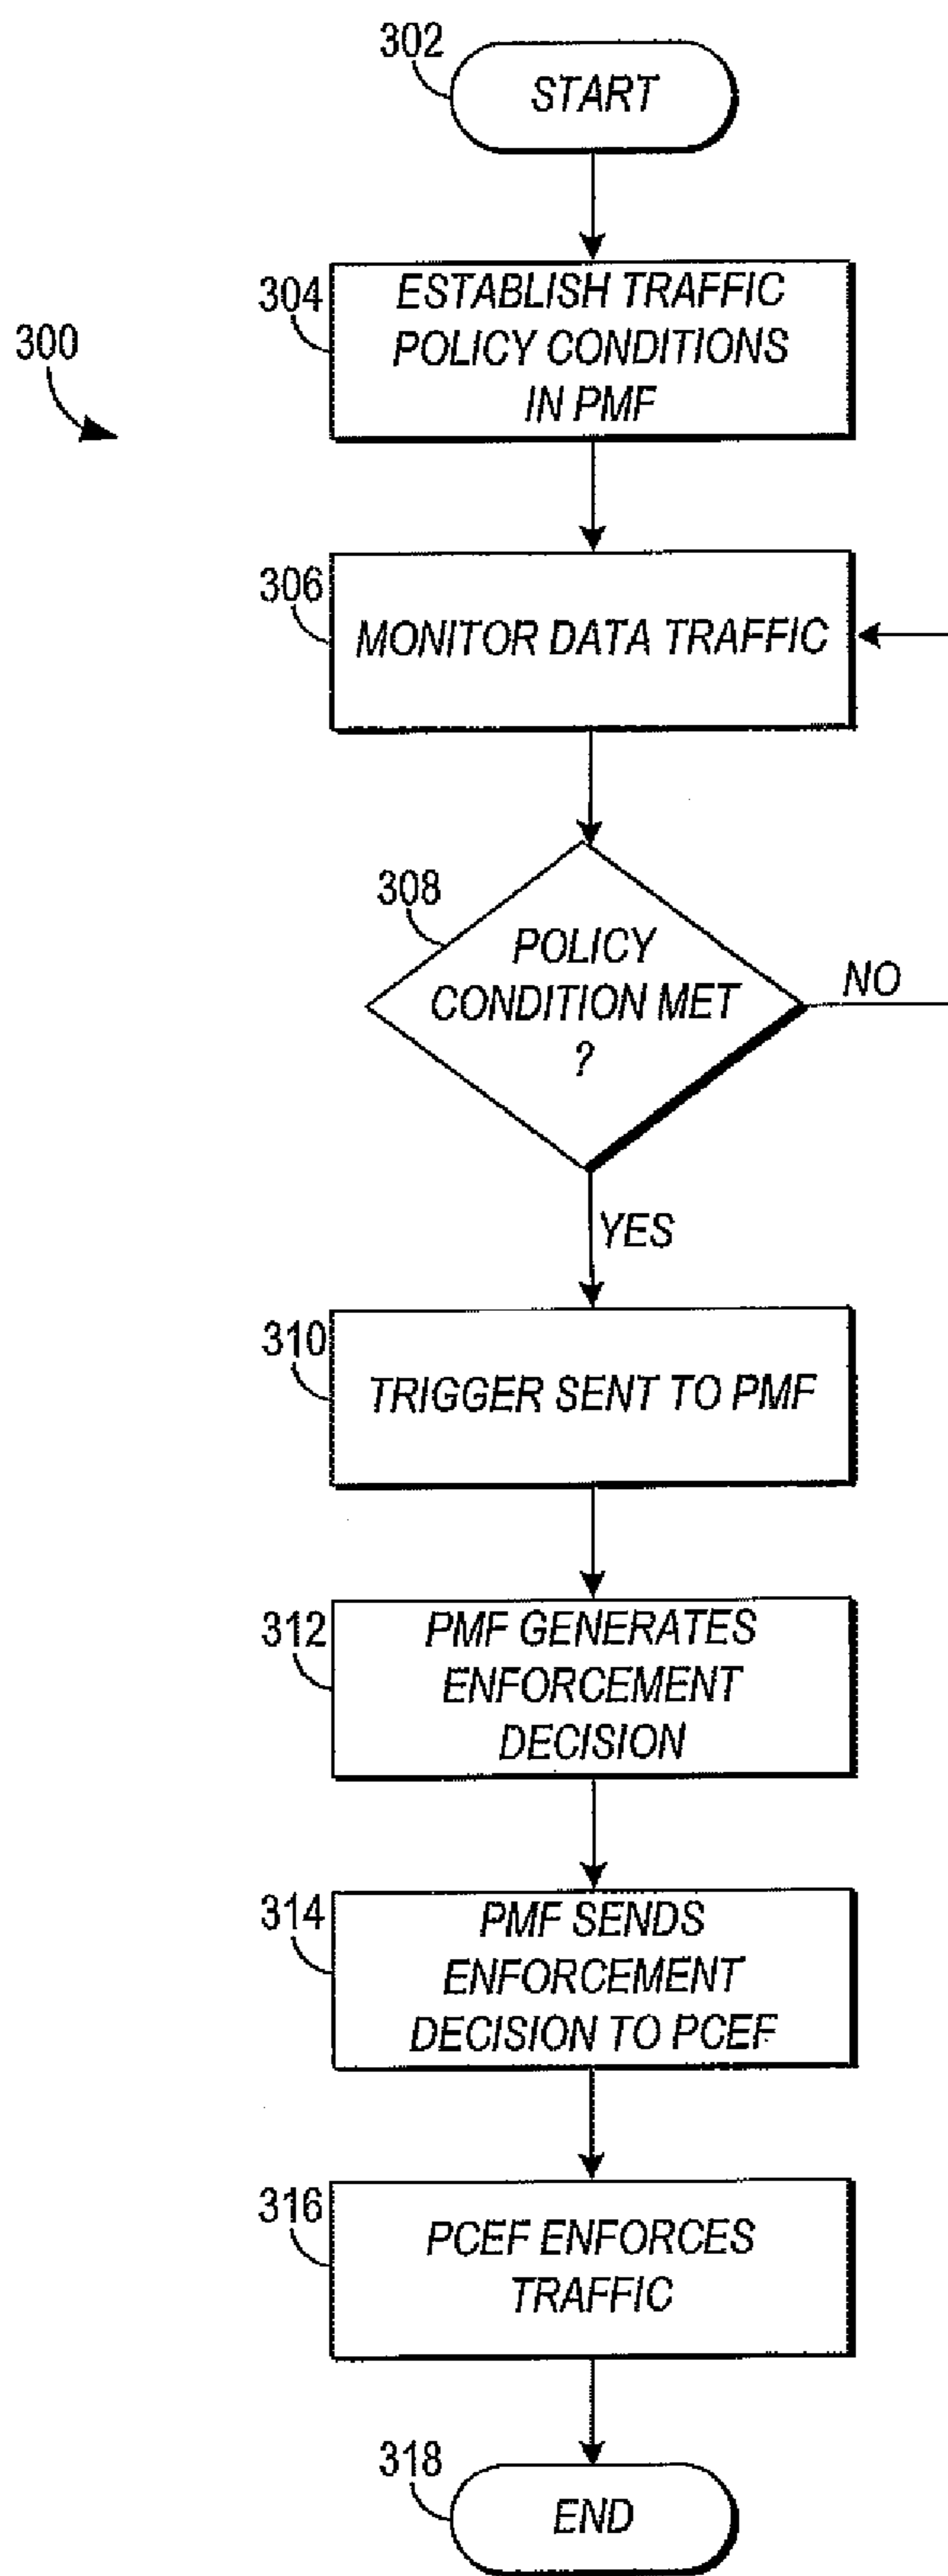 302
START
304
ESTABLISH TRAFFIC
POLICY CONDITIONS
IN PMF
300
306
MONITOR DATA TRAFFIC
308
POLICY
CONDITION MET
?
NO
YES
310
TRIGGER SENT TO PMF
312
PMF GENERATES
ENFORCEMENT
DECISION
314
PMF SENDS
ENFORCEMENT
DECISION TO PCEF
316
PCEF ENFORCES
TRAFFIC
318
END